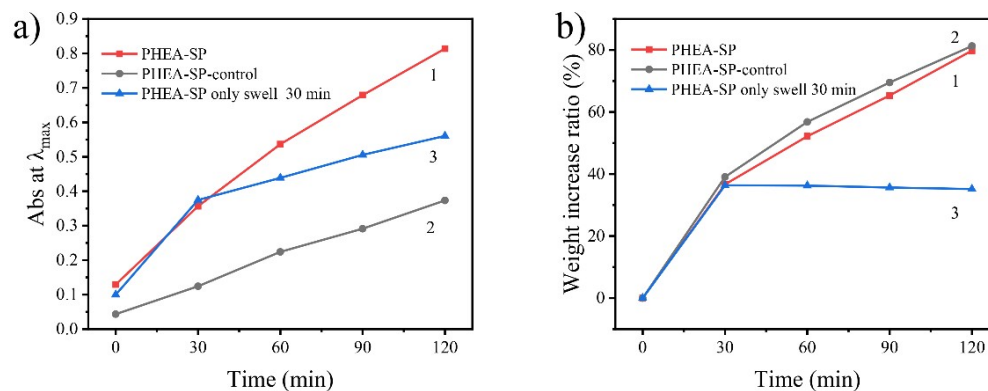 a)
0.9
0.8
0.7
0.6
0.5
0.4
0.3
0.2
0.1
0.0
Abs at λmax
PHEA-SP
PHEA-SP-control
PHEA-SP only swell 30 min
1
3
2
0 30 60 90 120
Time (min)
b)
80
60
40
20
0
Weight increase ratio (%)
PHEA-SP
PHEA-SP-control
PHEA-SP only swell 30 min
2
1
3
0 30 60 90 120
Time (min)